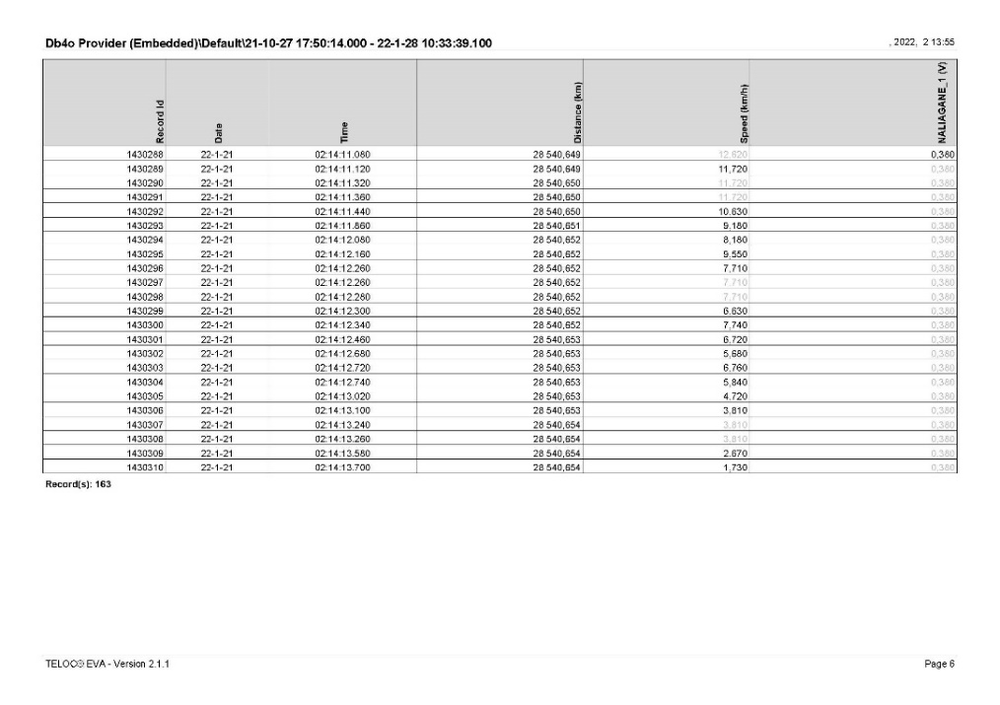 Db4o Provider (Embedded)\Default\21-10-27 17:50:14.000 - 22-1-28 10:33:39.100
, 2022, 2 13:55
Record Id Date Time Distance (km) Speed (km/h) NALIAGANE_1 (V)
1430288 22-1-21 02:14:11.080 28 540,649 12,620 0,380
1430289 22-1-21 02:14:11.120 28 540,649 11,720 0,380
1430290 22-1-21 02:14:11.320 28 540,650 11,720 0,380
1430291 22-1-21 02:14:11.360 28 540,650 11,720 0,380
1430292 22-1-21 02:14:11.440 28 540,650 10,630 0,380
1430293 22-1-21 02:14:11.860 28 540,651 9,180 0,380
1430294 22-1-21 02:14:12.080 28 540,652 8,180 0,380
1430295 22-1-21 02:14:12.160 28 540,652 9,550 0,380
1430296 22-1-21 02:14:12.260 28 540,652 7,710 0,380
1430297 22-1-21 02:14:12.260 28 540,652 7,710 0,380
1430298 22-1-21 02:14:12.280 28 540,652 7,710 0,380
1430299 22-1-21 02:14:12.300 28 540,652 6,630 0,380
1430300 22-1-21 02:14:12.340 28 540,652 7,740 0,380
1430301 22-1-21 02:14:12.460 28 540,653 6,720 0,380
1430302 22-1-21 02:14:12.680 28 540,653 5,680 0,380
1430303 22-1-21 02:14:12.720 28 540,653 6,760 0,380
1430304 22-1-21 02:14:12.740 28 540,653 5,840 0,380
1430305 22-1-21 02:14:13.020 28 540,653 4,720 0,380
1430306 22-1-21 02:14:13.100 28 540,653 3,810 0,380
1430307 22-1-21 02:14:13.240 28 540,654 3,810 0,380
1430308 22-1-21 02:14:13.260 28 540,654 3,810 0,380
1430309 22-1-21 02:14:13.580 28 540,654 2,670 0,380
1430310 22-1-21 02:14:13.700 28 540,654 1,730 0,380
Record(s): 163
TELOC® EVA - Version 2.1.1
Page 6